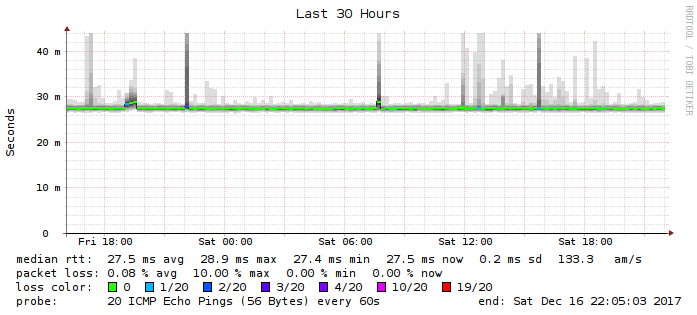 Last 30 Hours
RRDTOOL / TOBI OETIKER
Seconds
40 m
30 m
20 m
10 m
0
Fri 18:00 Sat 00:00 Sat 06:00 Sat 12:00 Sat 18:00
median rtt: 27.5 ms avg 28.9 ms max 27.4 ms min 27.5 ms now 0.2 ms sd 133.3 am/s
packet loss: 0.08 % avg 10.00 % max 0.00 % min 0.00 % now
loss color: 0 1/20 2/20 3/20 4/20 10/20 19/20
probe: 20 ICMP Echo Pings (56 Bytes) every 60s end: Sat Dec 16 22:05:03 2017